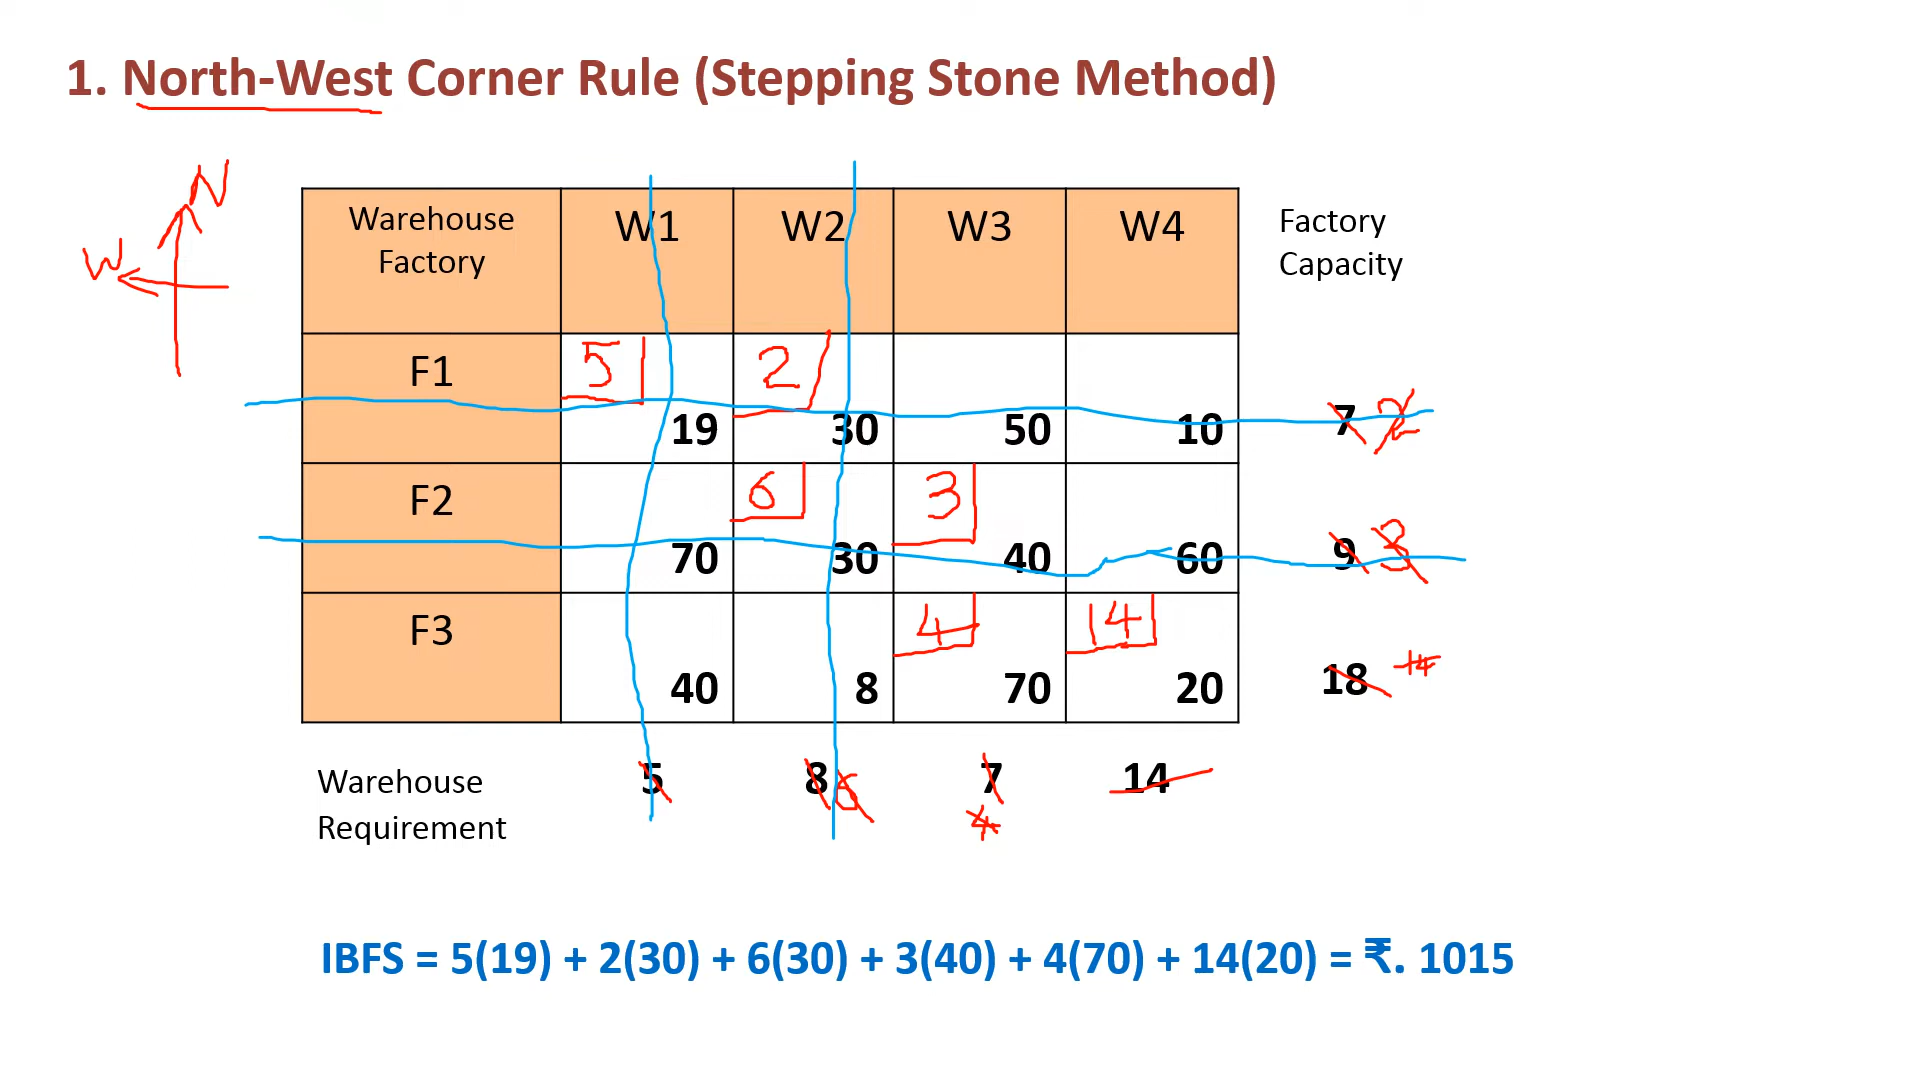 1. North-West Corner Rule (Stepping Stone Method)
N
W
Warehouse Factory W1 W2 W3 W4 Factory Capacity
F1 5 19 2 30 50 10 7 2
F2 70 6 30 3 40 60 9 3
F3 40 8 4 70 14 20 18 14
Warehouse Requirement 5 8 6 7 4 14
IBFS = 5(19) + 2(30) + 6(30) + 3(40) + 4(70) + 14(20) = ₹. 1015